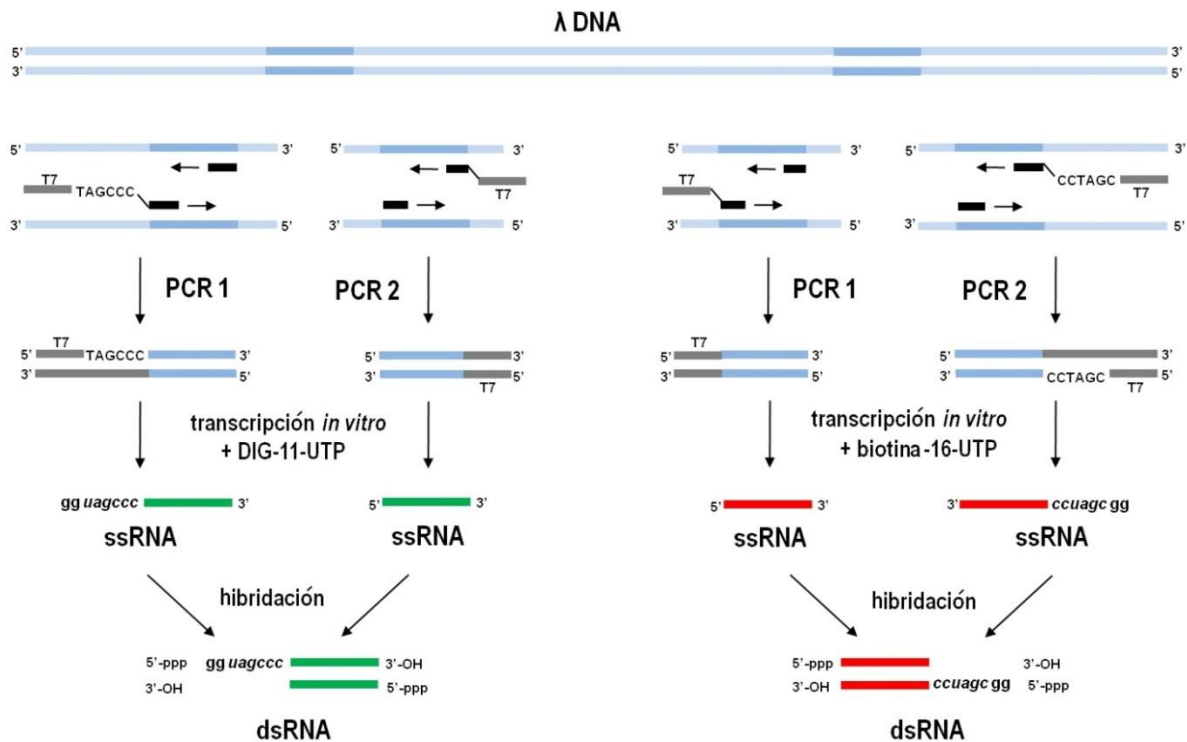 λ DNA
5’ 3’
3’ 5’
5’ 3’ 5’ 3’ 5’ 3’ 5’ 3’
T7 TAGCCC T7 T7 CCTAGC T7
3’ 5’ 3’ 5’ 3’ 5’ 3’ 5’
PCR 1 PCR 2 PCR 1 PCR 2
T7 T7
5’ TAGCCC 3’ 5’ 3’ 5’ 3’ 5’ 3’
3’ 5’ 3’ 5’ 3’ 5’ 3’ CCTAGC 5’
T7 T7
transcripción in vitro transcripción in vitro
+ DIG-11-UTP + biotina-16-UTP
gg uagccc 3’ 5’ 3’ 5’ 3’ 3’ ccuagc gg
ssRNA ssRNA ssRNA ssRNA
hibridación hibridación
5’-ppp gg uagccc 3’-OH 5’-ppp 3’-OH
3’-OH 5’-ppp 3’-OH ccuagc gg 5’-ppp
dsRNA dsRNA